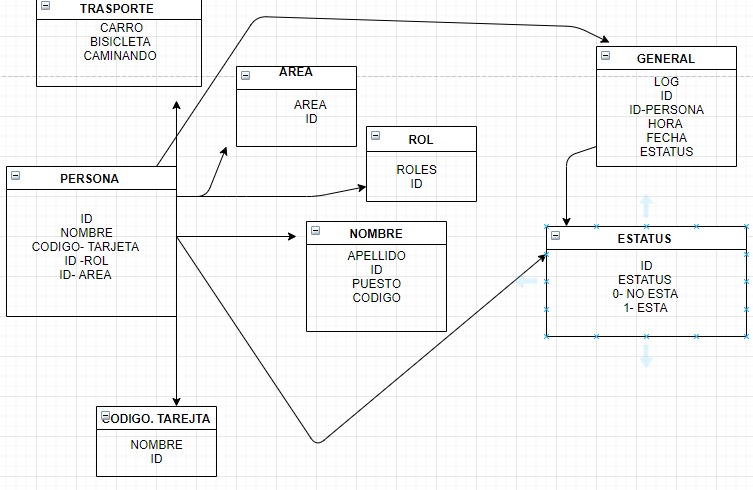 TRASPORTE
CARRO
BISICLETA
CAMINANDO
AREA
AREA
ID
GENERAL
LOG
ID
ID-PERSONA
HORA
FECHA
ESTATUS
ROL
ROLES
ID
PERSONA
ID
NOMBRE
CODIGO- TARJETA
ID -ROL
ID- AREA
NOMBRE
APELLIDO
ID
PUESTO
CODIGO
ESTATUS
ID
ESTATUS
0- NO ESTA
1- ESTA
CODIGO. TAREJTA
NOMBRE
ID